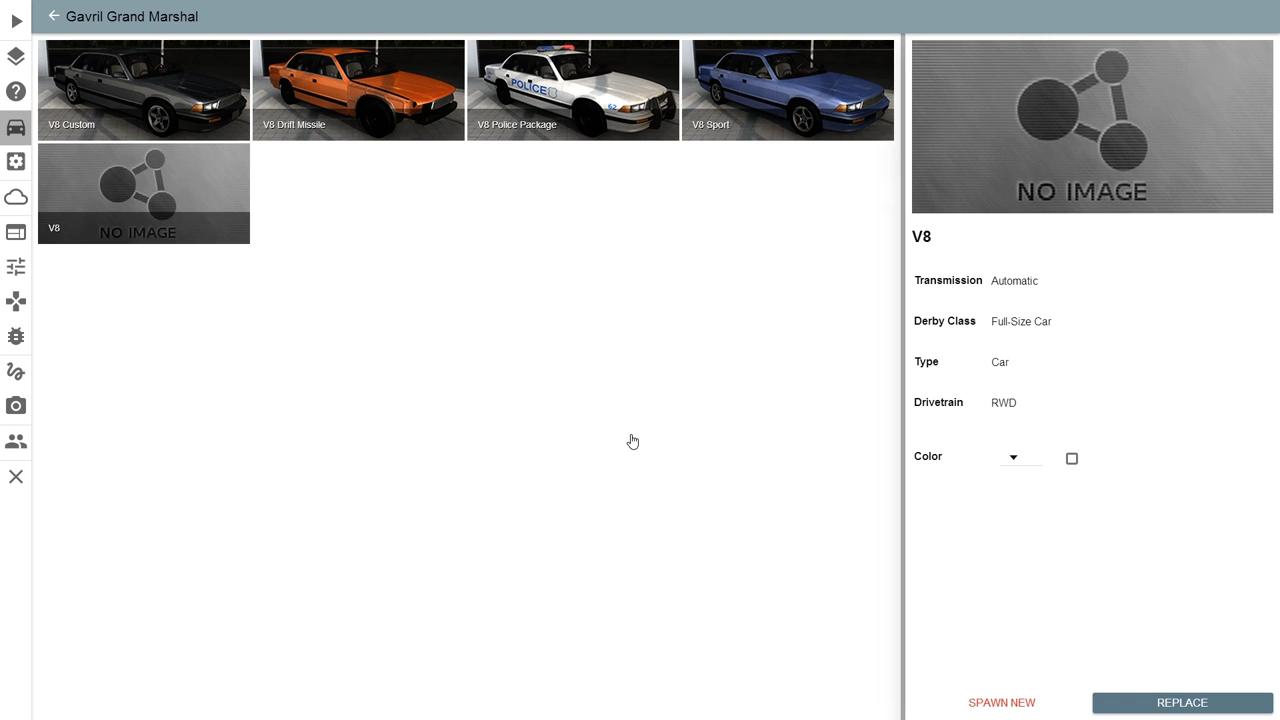 Gavril Grand Marshal
V8 Custom
V8 Drift Missile
POLICE
62
V8 Police Package
V8 Sport
NO IMAGE
V8
NO IMAGE
V8
Transmission Automatic
Derby Class Full-Size Car
Type Car
Drivetrain RWD
Color
SPAWN NEW
REPLACE